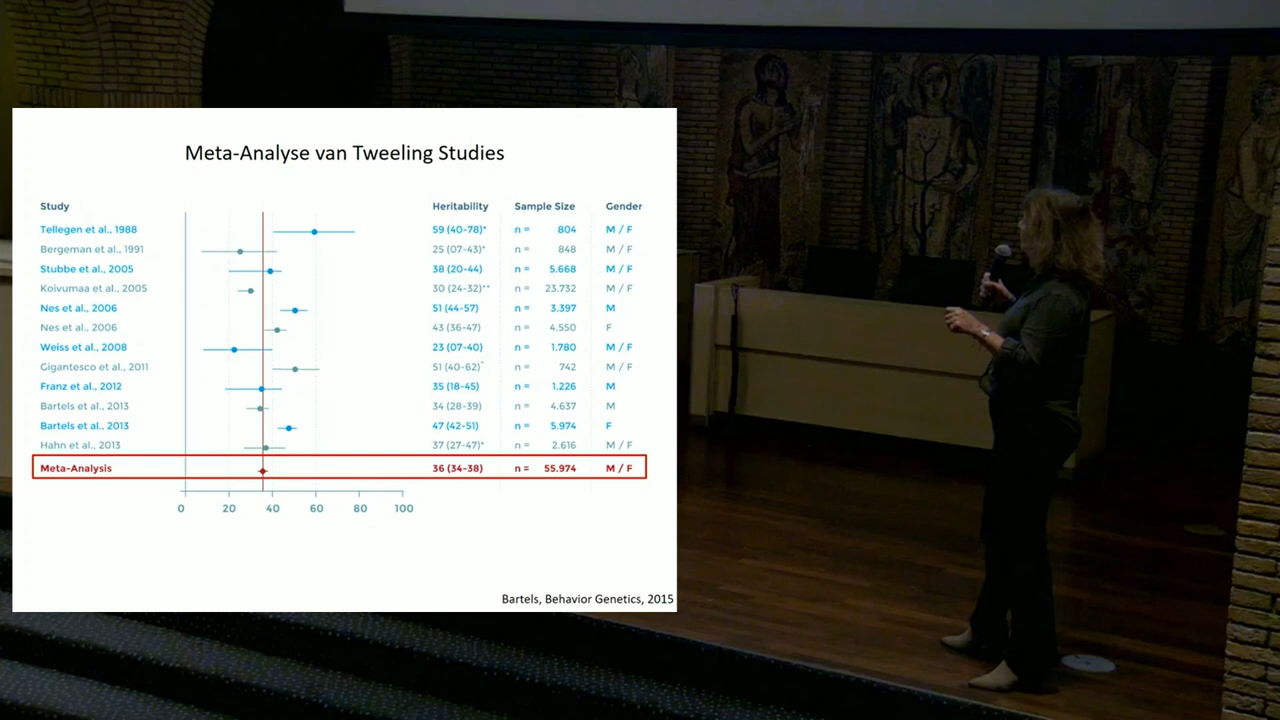 Meta-Analyse van Tweeling Studies
Study Heritability Sample Size Gender
Tellegen et al., 1988 59 (40-78)* n = 804 M / F
Bergeman et al., 1991 25 (07-43)* n = 848 M / F
Stubbe et al., 2005 38 (20-44) n = 5.668 M / F
Koivumaa et al., 2005 30 (24-32)** n = 23.732 M / F
Nes et al., 2006 51 (44-57) n = 3.397 M
Nes et al., 2006 43 (36-47) n = 4.550 F
Weiss et al., 2008 23 (07-40) n = 1.780 M / F
Gigantesco et al., 2011 51 (40-62)* n = 742 M / F
Franz et al., 2012 35 (18-45) n = 1.226 M
Bartels et al., 2013 34 (28-39) n = 4.637 M
Bartels et al., 2013 47 (42-51) n = 5.974 F
Hahn et al., 2013 37 (27-47)* n = 2.616 M / F
Meta-Analysis 36 (34-38) n = 55.974 M / F
0 20 40 60 80 100
Bartels, Behavior Genetics, 2015